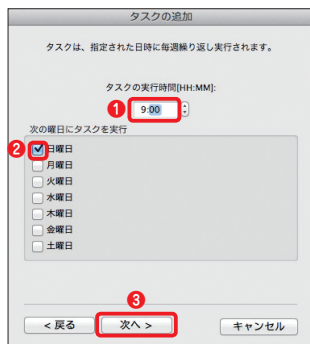 タスクの追加
タスクは、指定された日時に毎週繰り返し実行されます。
タスクの実行時間[HH:MM]:
1 9:00
次の曜日にタスクを実行
2 日曜日
月曜日
火曜日
水曜日
木曜日
金曜日
土曜日
3
< 戻る 次へ > キャンセル